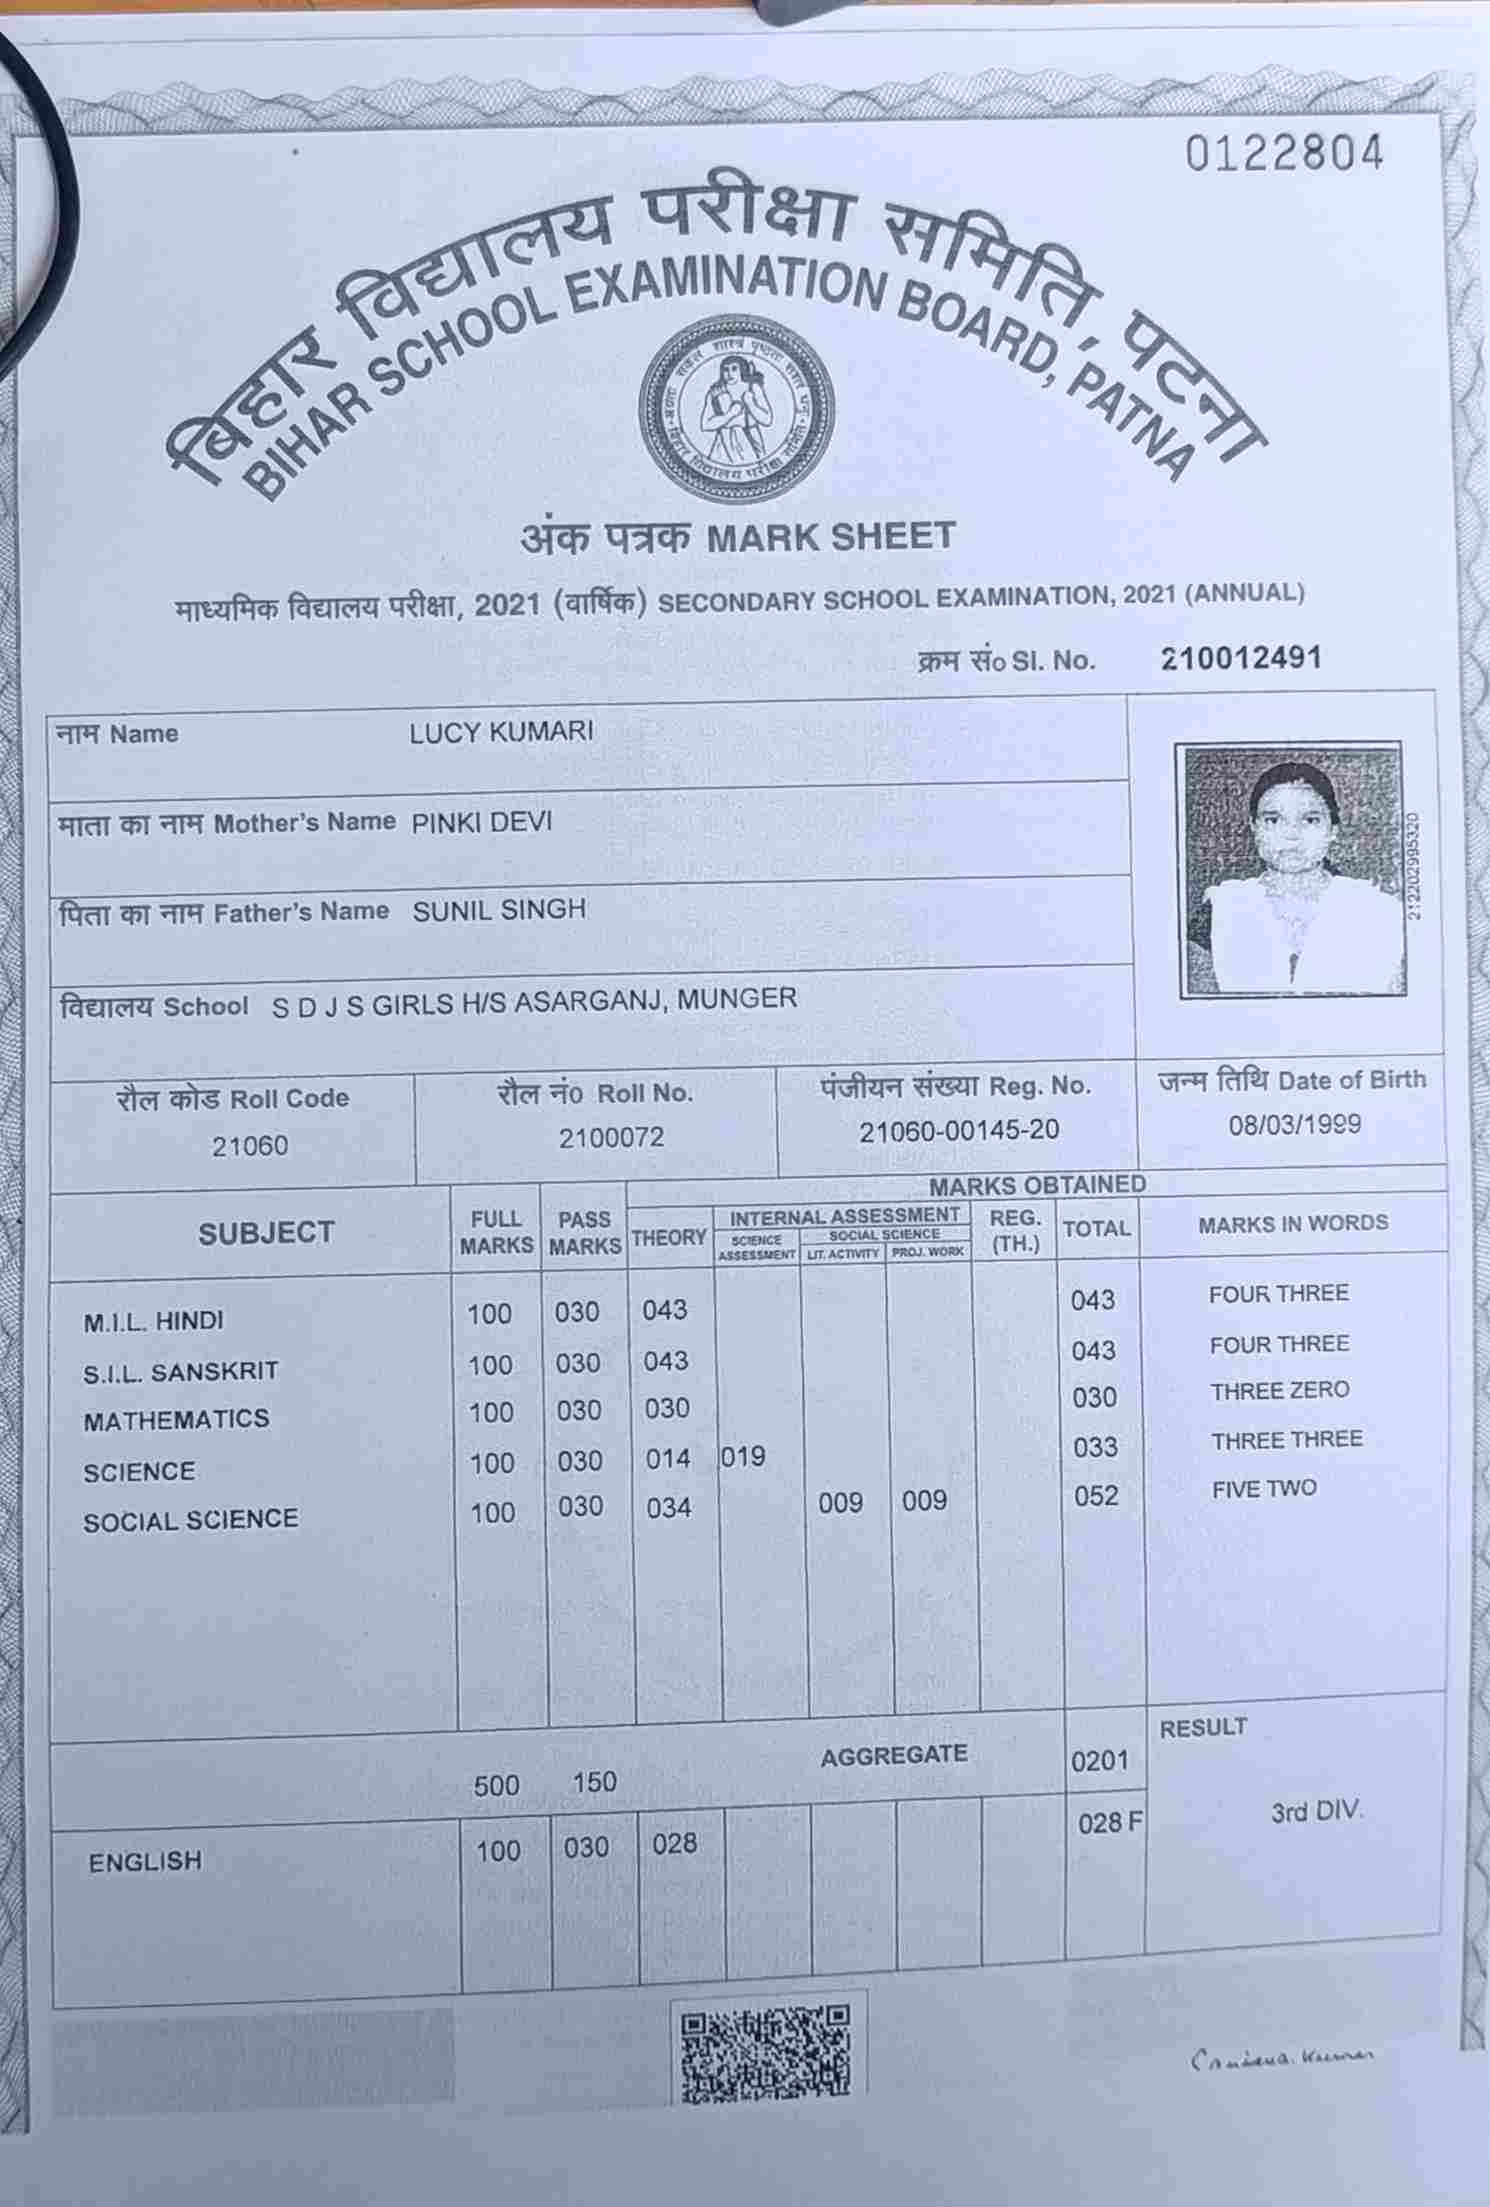 0122804
बिहार विद्यालय परीक्षा समिति, पटना
BIHAR SCHOOL EXAMINATION BOARD, PATNA
बिहार विद्यालय परीक्षा समिति
अंक पत्रक MARK SHEET
माध्यमिक विद्यालय परीक्षा, 2021 (वार्षिक) SECONDARY SCHOOL EXAMINATION, 2021 (ANNUAL)
क्रम सं० Sl. No. 210012491
नाम Name LUCY KUMARI
माता का नाम Mother's Name PINKI DEVI
पिता का नाम Father's Name SUNIL SINGH
विद्यालय School S D J S GIRLS H/S ASARGANJ, MUNGER
212202995320
रौल कोड Roll Code रौल नं० Roll No. पंजीयन संख्या Reg. No. जन्म तिथि Date of Birth
21060 2100072 21060-00145-20 08/03/1999
MARKS OBTAINED
SUBJECT FULL MARKS PASS MARKS THEORY INTERNAL ASSESSMENT REG. (TH.) TOTAL MARKS IN WORDS
SCIENCE ASSESSMENT SOCIAL SCIENCE LIT. ACTIVITY PROJ. WORK
M.I.L. HINDI 100 030 043 043 FOUR THREE
S.I.L. SANSKRIT 100 030 043 043 FOUR THREE
MATHEMATICS 100 030 030 030 THREE ZERO
SCIENCE 100 030 014 019 033 THREE THREE
SOCIAL SCIENCE 100 030 034 009 009 052 FIVE TWO
500 150 AGGREGATE 0201 RESULT
ENGLISH 100 030 028 028 F 3rd DIV.